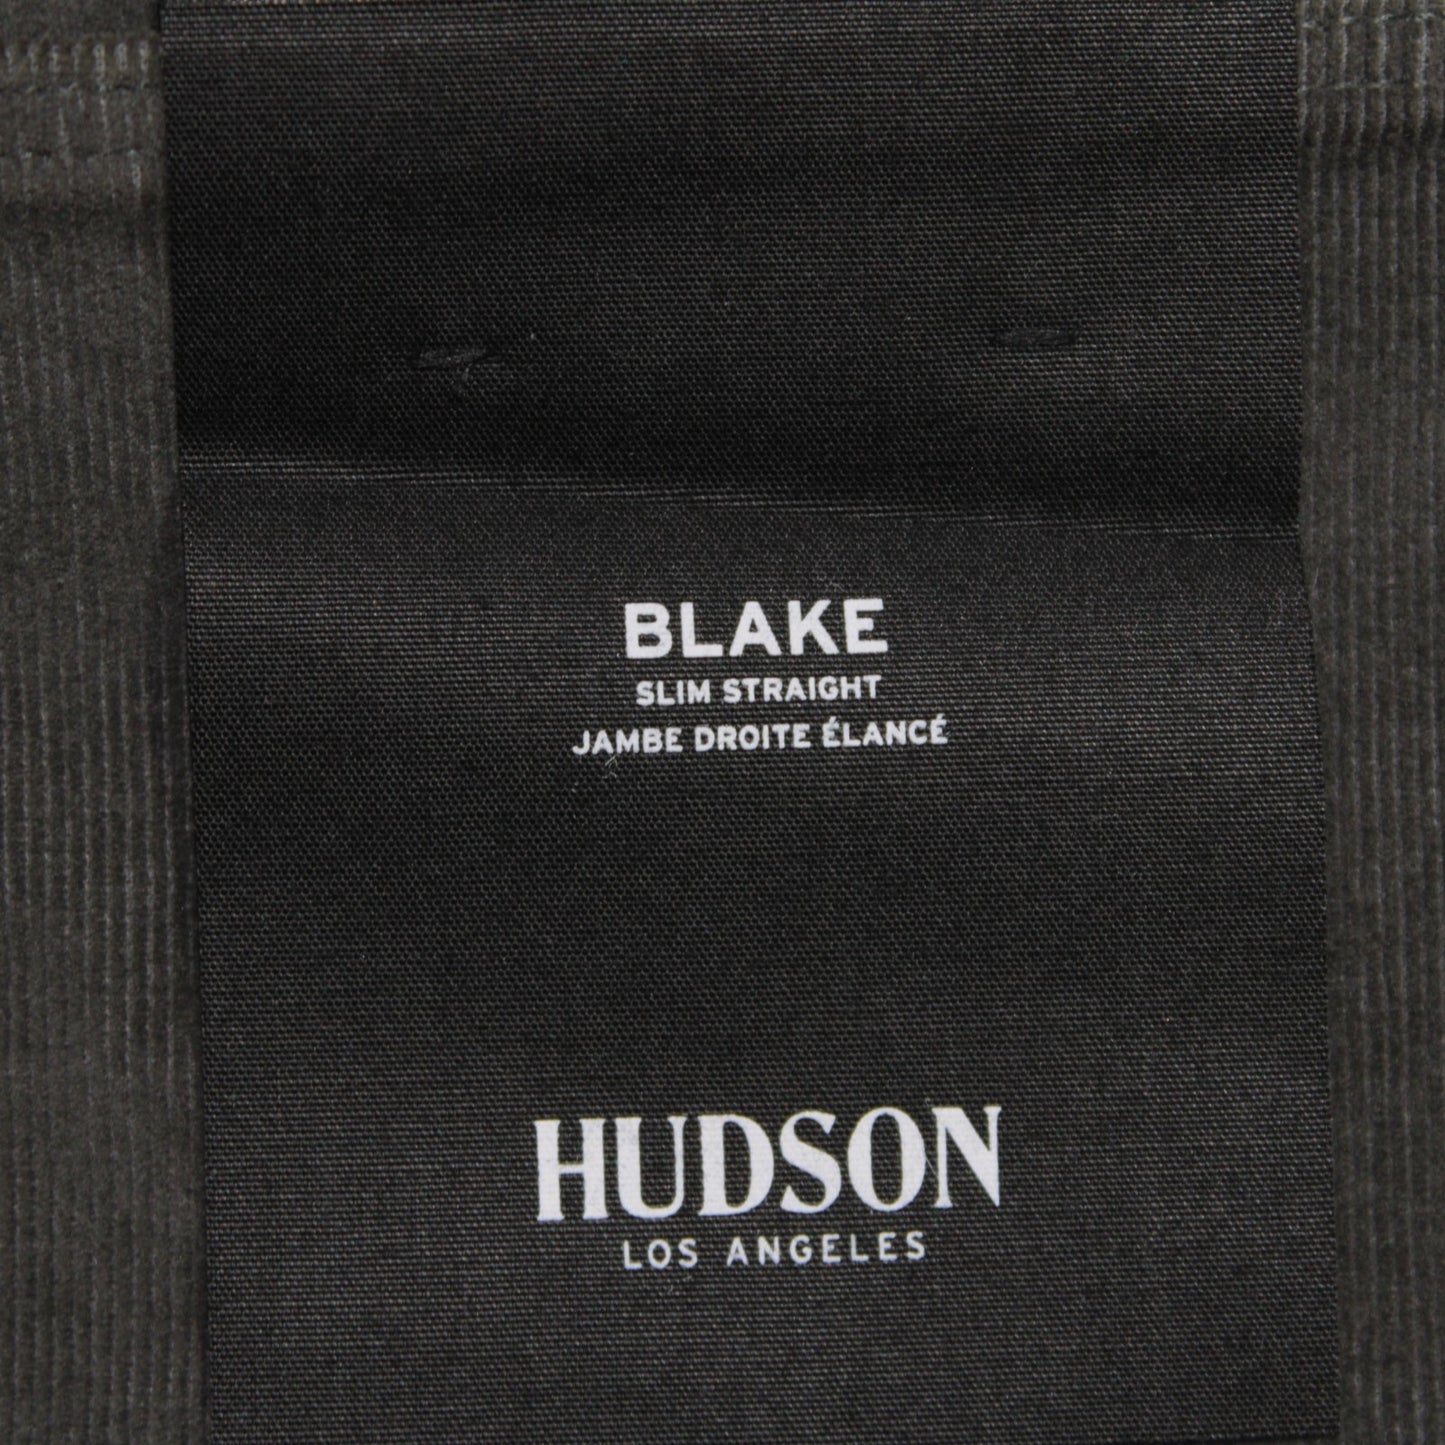 BLAKE
SLIM STRAIGHT
JAMBE DROITE ÉLANCÉ
HUDSON
LOS ANGELES